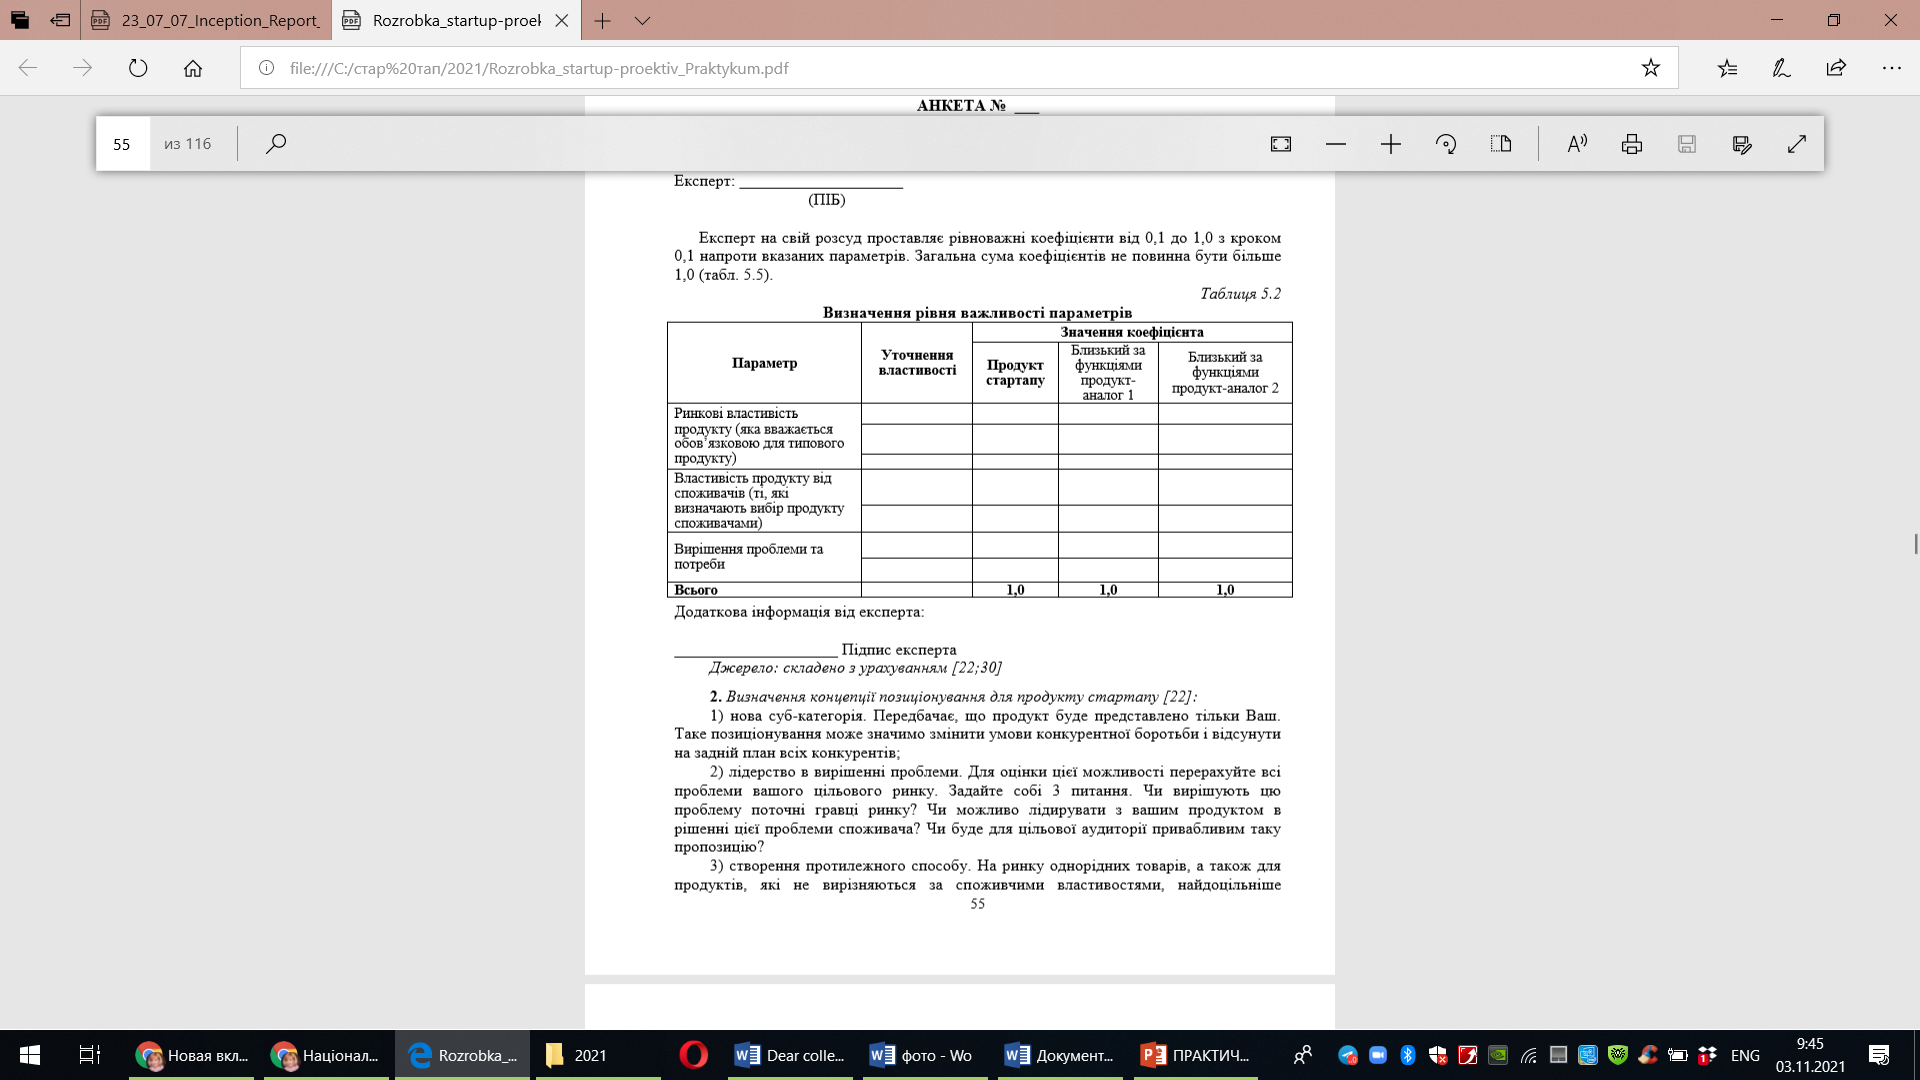 23_07_07_Inception_Report_
Rozrobka_startup-proek
file:///C:/стар%20тап/2021/Rozrobka_startup-proektiv_Praktykum.pdf
АНКЕТА № ___
55
из 116
Експерт: _____________________
(ПІБ)
Експерт на свій розсуд проставляє рівноважні коефіцієнти від 0,1 до 1,0 з кроком
0,1 напроти вказаних параметрів. Загальна сума коефіцієнтів не повинна бути більше
1,0 (табл. 5.5).
Таблиця 5.2
Визначення рівня важливості параметрів
Параметр
Уточнення
властивості
Значення коефіцієнта
Продукт
стартапу
Близький за
функціями
продукт-
аналог 1
Близький за
функціями
продукт-аналог 2
Ринкові властивість
продукту (яка вважається
обов’язковою для типового
продукту)
Властивість продукту від
споживачів (ті, які
визначають вибір продукту
споживачами)
Вирішення проблеми та
потреби
Всього 1,0 1,0 1,0
Додаткова інформація від експерта:
_____________________ Підпис експерта
Джерело: складено з урахуванням [22;30]
2. Визначення концепції позиціонування для продукту стартапу [22]:
1) нова суб-категорія. Передбачає, що продукт буде представлено тільки Ваш.
Таке позиціонування може значимо змінити умови конкурентної боротьби і відсунути
на задній план всіх конкурентів;
2) лідерство в вирішенні проблеми. Для оцінки цієї можливості перерахуйте всі
проблеми вашого цільового ринку. Задайте собі 3 питання. Чи вирішують цю
проблему поточні гравці ринку? Чи можливо лідирувати з вашим продуктом в
рішенні цієї проблеми споживача? Чи буде для цільової аудиторії привабливим таку
пропозицію?
3) створення протилежного способу. На ринку однорідних товарів, а також для
продуктів, які не вирізняються за споживчими властивостями, найдоцільніше
55
Новая вкл...
Націонал...
Rozrobka_...
2021
Dear colle...
фото - Wo
Документ...
ПРАКТИЧ...
ENG
9:45
03.11.2021